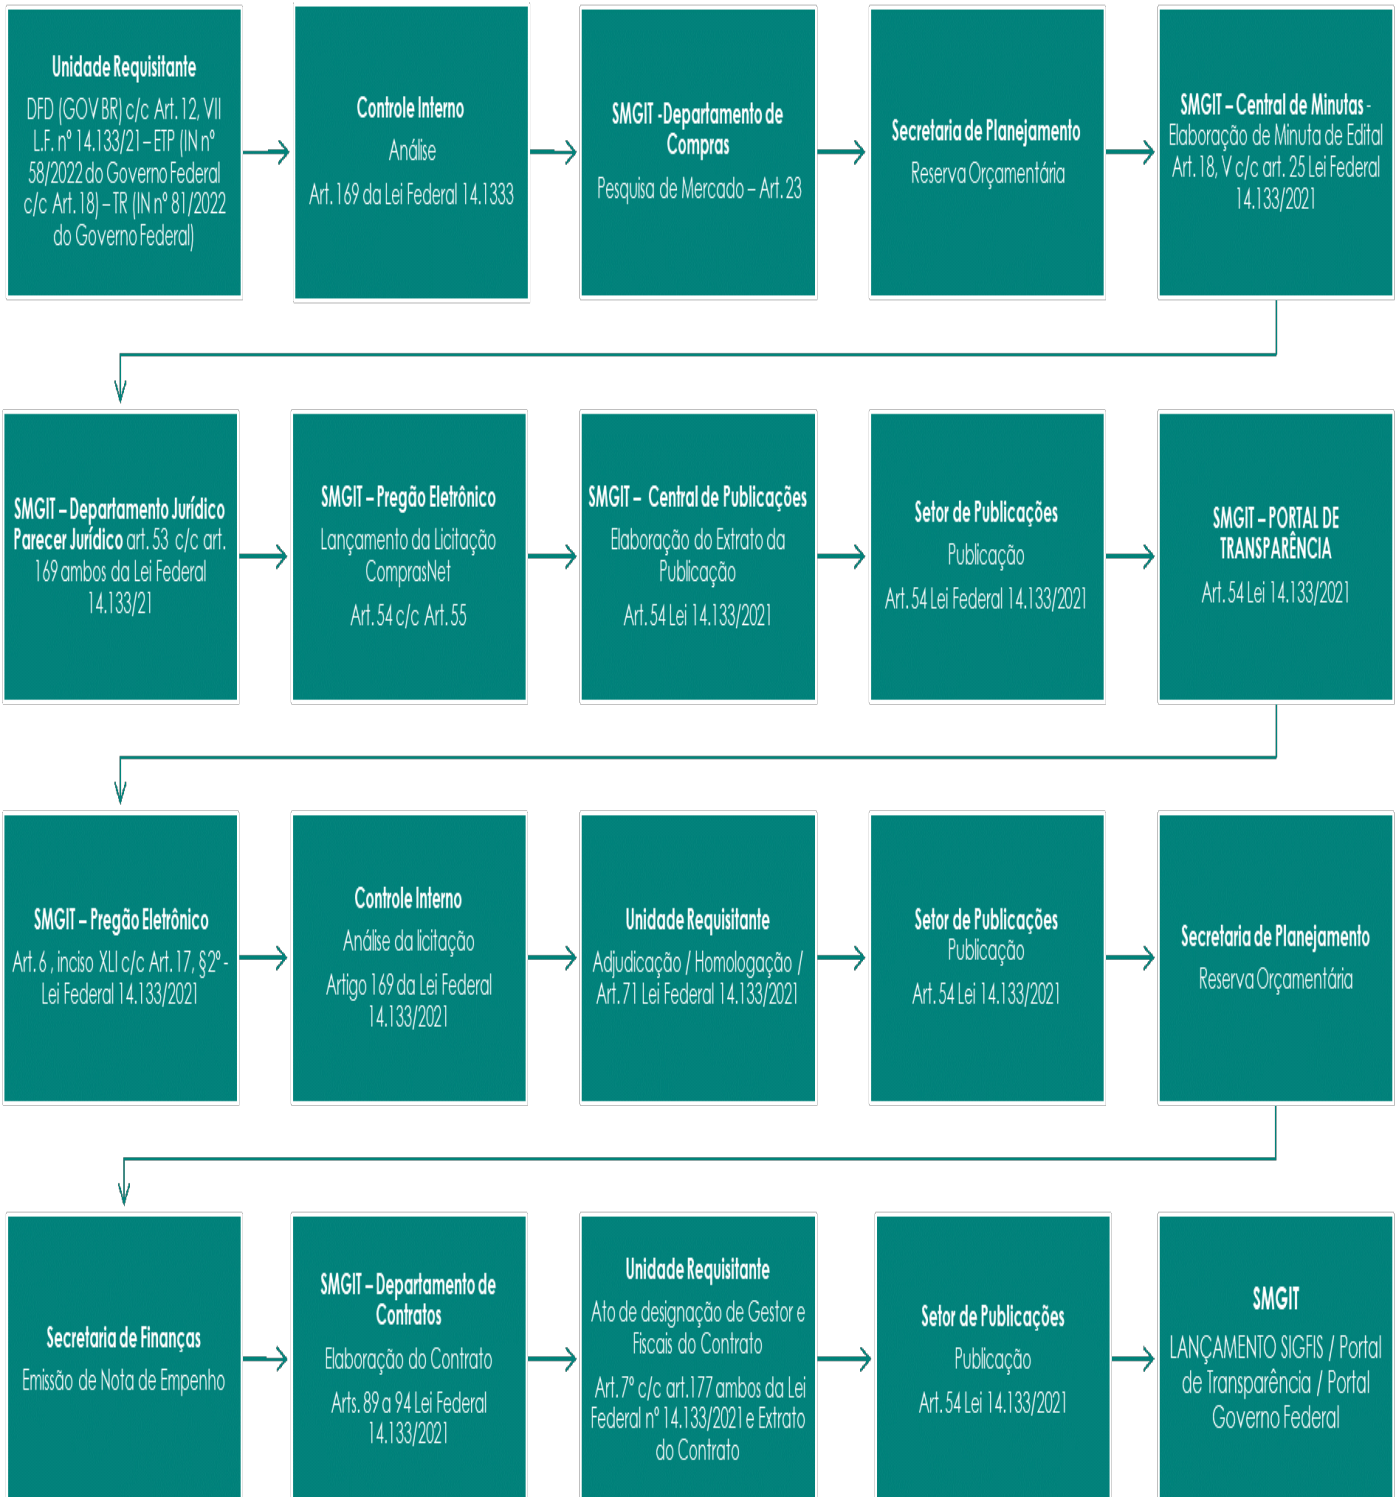 Unidade Requisitante
DFD (GOV BR) c/c Art. 12, VII
L.F. nº 14.133/21 – ETP (IN nº
58/2022 do Governo Federal
c/c Art. 18) – TR (IN nº 81/2022
do Governo Federal)
Controle Interno
Análise
Art. 169 da Lei Federal 14.1333
SMGIT -Departamento de
Compras
Pesquisa de Mercado – Art. 23
Secretaria de Planejamento
Reserva Orçamentária
SMGIT – Central de Minutas -
Elaboração de Minuta de Edital
Art. 18, V c/c art. 25 Lei Federal
14.133/2021
SMGIT – Departamento Jurídico
Parecer Jurídico art. 53 c/c art.
169 ambos da Lei Federal
14.133/21
SMGIT – Pregão Eletrônico
Lançamento da Licitação
ComprasNet
Art. 54 c/c Art. 55
SMGIT – Central de Publicações
Elaboração do Extrato da
Publicação
Art. 54 Lei 14.133/2021
Setor de Publicações
Publicação
Art. 54 Lei Federal 14.133/2021
SMGIT – PORTAL DE
TRANSPARÊNCIA
Art. 54 Lei 14.133/2021
SMGIT – Pregão Eletrônico
Art. 6 , inciso XLI c/c Art. 17, §2º -
Lei Federal 14.133/2021
Controle Interno
Análise da licitação
Artigo 169 da Lei Federal
14.133/2021
Unidade Requisitante
Adjudicação / Homologação /
Art. 71 Lei Federal 14.133/2021
Setor de Publicações
Publicação
Art. 54 Lei 14.133/2021
Secretaria de Planejamento
Reserva Orçamentária
Secretaria de Finanças
Emissão de Nota de Empenho
SMGIT – Departamento de
Contratos
Elaboração do Contrato
Arts. 89 a 94 Lei Federal
14.133/2021
Unidade Requisitante
Ato de designação de Gestor e
Fiscais do Contrato
Art. 7º c/c art.177 ambos da Lei
Federal nº 14.133/2021 e Extrato
do Contrato
Setor de Publicações
Publicação
Art. 54 Lei 14.133/2021
SMGIT
LANÇAMENTO SIGFIS / Portal
de Transparência / Portal
Governo Federal